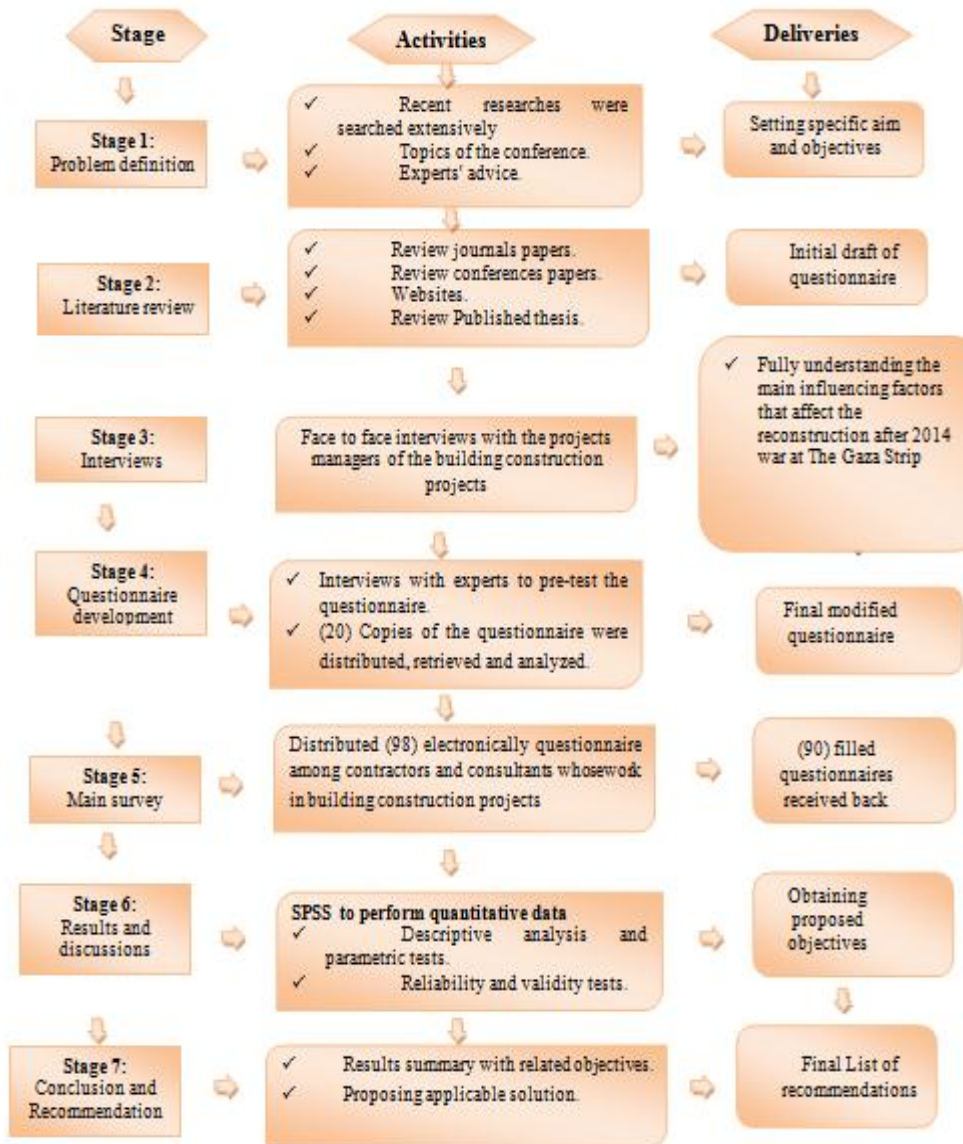 Stage
Activities
Deliveries
Stage 1:
Problem definition
✓ Recent researches were
searched extensively
✓ Topics of the conference.
✓ Experts' advice.
Setting specific aim
and objectives
Stage 2:
Literature review
✓ Review journals papers.
✓ Review conferences papers.
✓ Websites.
✓ Review Published thesis.
Initial draft of
questionnaire
Stage 3:
Interviews
Face to face interviews with the projects
managers of the building construction
projects
✓ Fully understanding the
main influencing factors
that affect the
reconstruction after 2014
war at The Gaza Strip
Stage 4:
Questionnaire
development
✓ Interviews with experts to pre-test the
questionnaire.
✓ (20) Copies of the questionnaire were
distributed, retrieved and analyzed.
Final modified
questionnaire
Stage 5:
Main survey
Distributed (98) electronically questionnaire
among contractors and consultants whosework
in building construction projects
(90) filled
questionnaires
received back
Stage 6:
Results and
discussions
SPSS to perform quantitative data
✓ Descriptive analysis and
parametric tests.
✓ Reliability and validity tests.
Obtaining
proposed
objectives
Stage 7:
Conclusion and
Recommendation
✓ Results summary with related objectives.
✓ Proposing applicable solution.
Final List of
recommendations